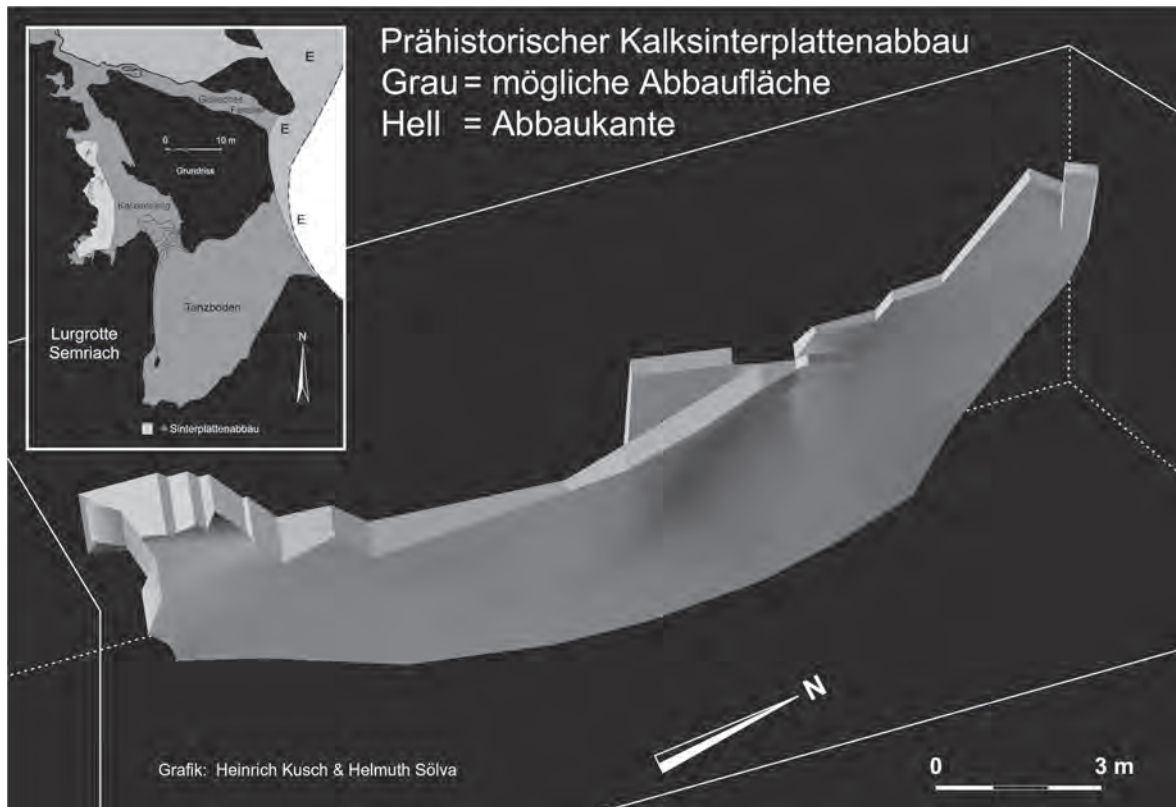 Prähistorischer Kalksinterplattenabbau
Grau = mögliche Abbaufläche
Hell = Abbaukante
E
E
E
0 10 m
Grundriss
Tanzboden
Lurgrotte
Semriach
N
= Sinterplattenabbau
N
0 3 m
Grafik: Heinrich Kusch & Helmuth Sölva